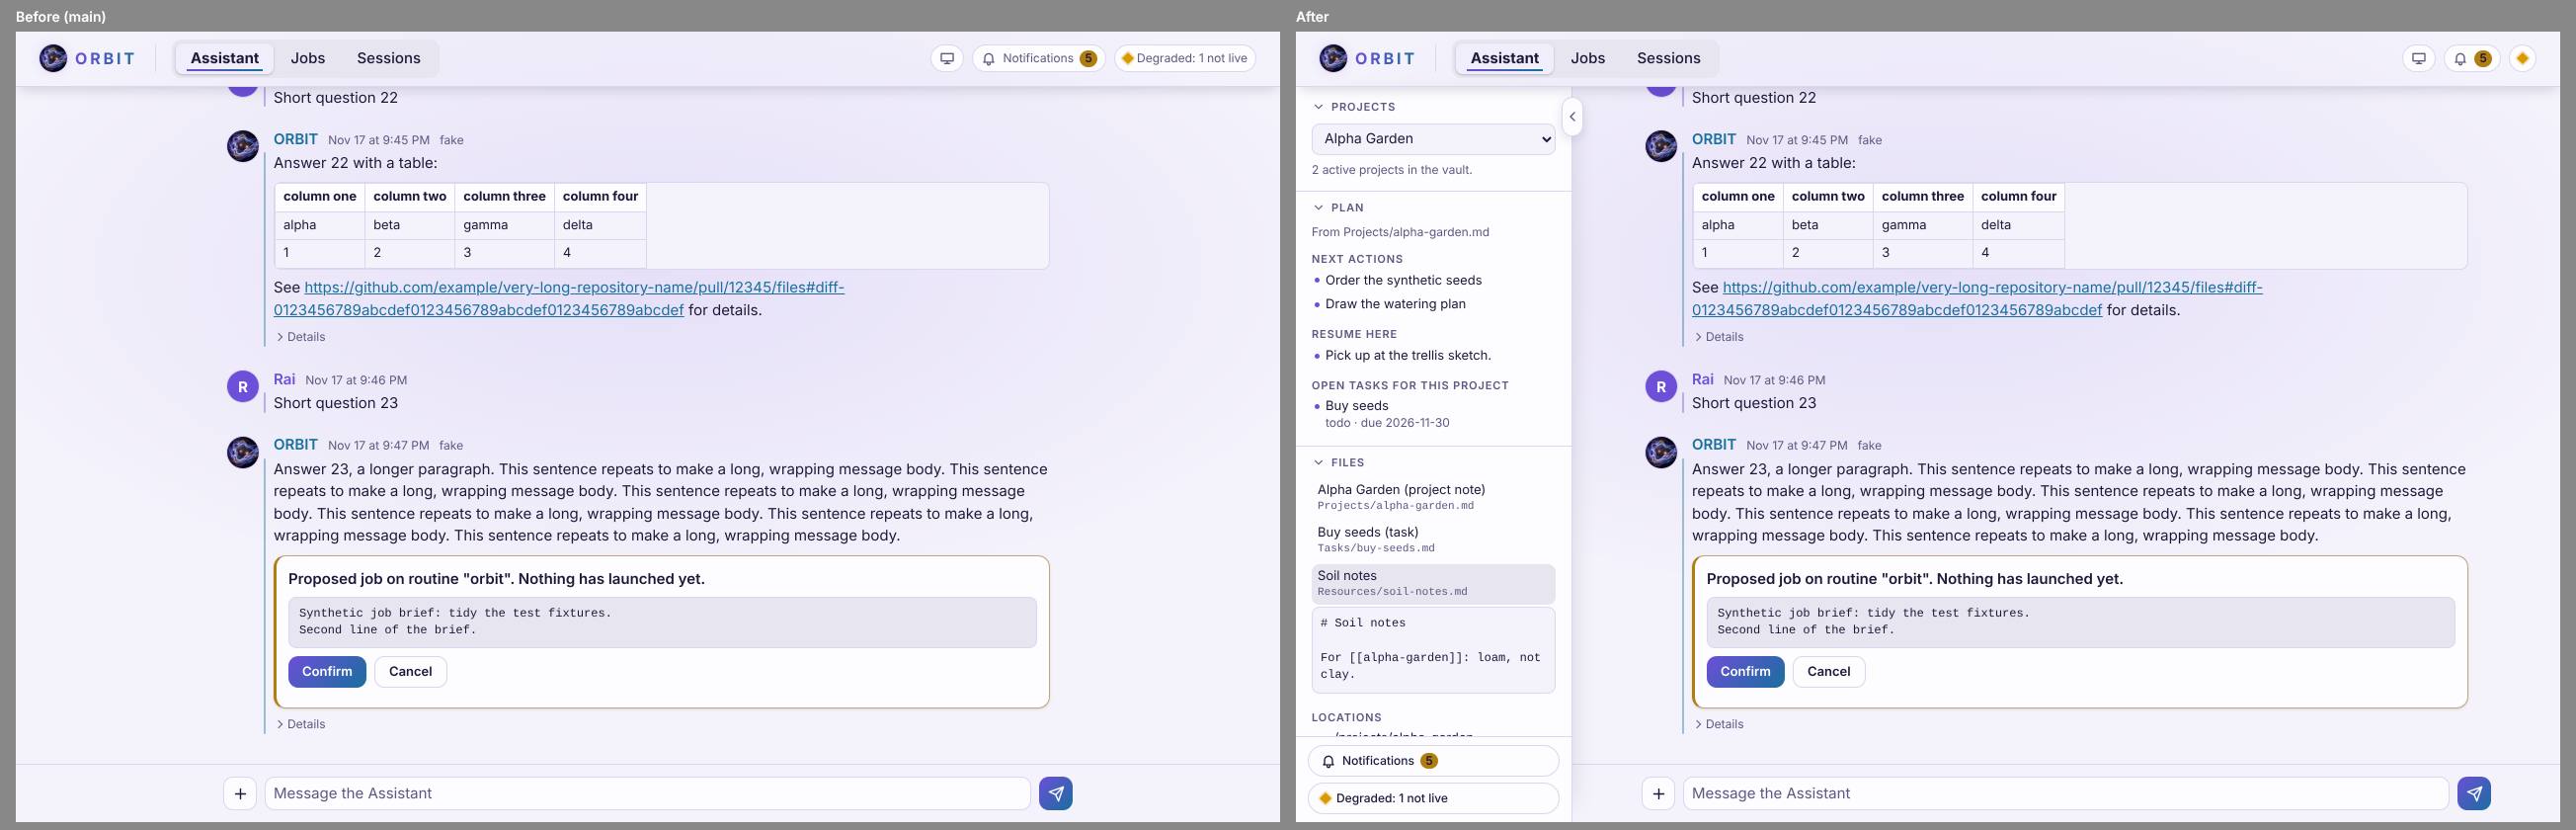 Before (main)
ORBIT
Assistant Jobs Sessions
Notifications 5
Degraded: 1 not live
Short question 22
ORBIT Nov 17 at 9:45 PM fake
Answer 22 with a table:
column one column two column three column four
alpha beta gamma delta
1 2 3 4
See https://github.com/example/very-long-repository-name/pull/12345/files#diff-
0123456789abcdef0123456789abcdef0123456789abcdef for details.
Details
R
Rai Nov 17 at 9:46 PM
Short question 23
ORBIT Nov 17 at 9:47 PM fake
Answer 23, a longer paragraph. This sentence repeats to make a long, wrapping message body. This sentence
repeats to make a long, wrapping message body. This sentence repeats to make a long, wrapping message
body. This sentence repeats to make a long, wrapping message body. This sentence repeats to make a long,
wrapping message body. This sentence repeats to make a long, wrapping message body.
Proposed job on routine "orbit". Nothing has launched yet.
Synthetic job brief: tidy the test fixtures.
Second line of the brief.
Confirm Cancel
Details
Message the Assistant
After
ORBIT
Assistant Jobs Sessions
5
PROJECTS
Alpha Garden
2 active projects in the vault.
PLAN
From Projects/alpha-garden.md
NEXT ACTIONS
• Order the synthetic seeds
• Draw the watering plan
RESUME HERE
• Pick up at the trellis sketch.
OPEN TASKS FOR THIS PROJECT
• Buy seeds
todo · due 2026-11-30
FILES
Alpha Garden (project note)
Projects/alpha-garden.md
Buy seeds (task)
Tasks/buy-seeds.md
Soil notes
Resources/soil-notes.md
# Soil notes
For [[alpha-garden]]: loam, not
clay.
LOCATIONS
Notifications 5
Degraded: 1 not live
Short question 22
ORBIT Nov 17 at 9:45 PM fake
Answer 22 with a table:
column one column two column three column four
alpha beta gamma delta
1 2 3 4
See https://github.com/example/very-long-repository-name/pull/12345/files#diff-
0123456789abcdef0123456789abcdef0123456789abcdef for details.
Details
R
Rai Nov 17 at 9:46 PM
Short question 23
ORBIT Nov 17 at 9:47 PM fake
Answer 23, a longer paragraph. This sentence repeats to make a long, wrapping message body. This sentence
repeats to make a long, wrapping message body. This sentence repeats to make a long, wrapping message
body. This sentence repeats to make a long, wrapping message body. This sentence repeats to make a long,
wrapping message body. This sentence repeats to make a long, wrapping message body.
Proposed job on routine "orbit". Nothing has launched yet.
Synthetic job brief: tidy the test fixtures.
Second line of the brief.
Confirm Cancel
Details
Message the Assistant